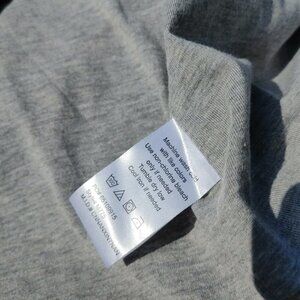 Machine wash cold
with like colors
Use non-chlorine bleach
only if needed
Tumble dry low
Cool iron if needed